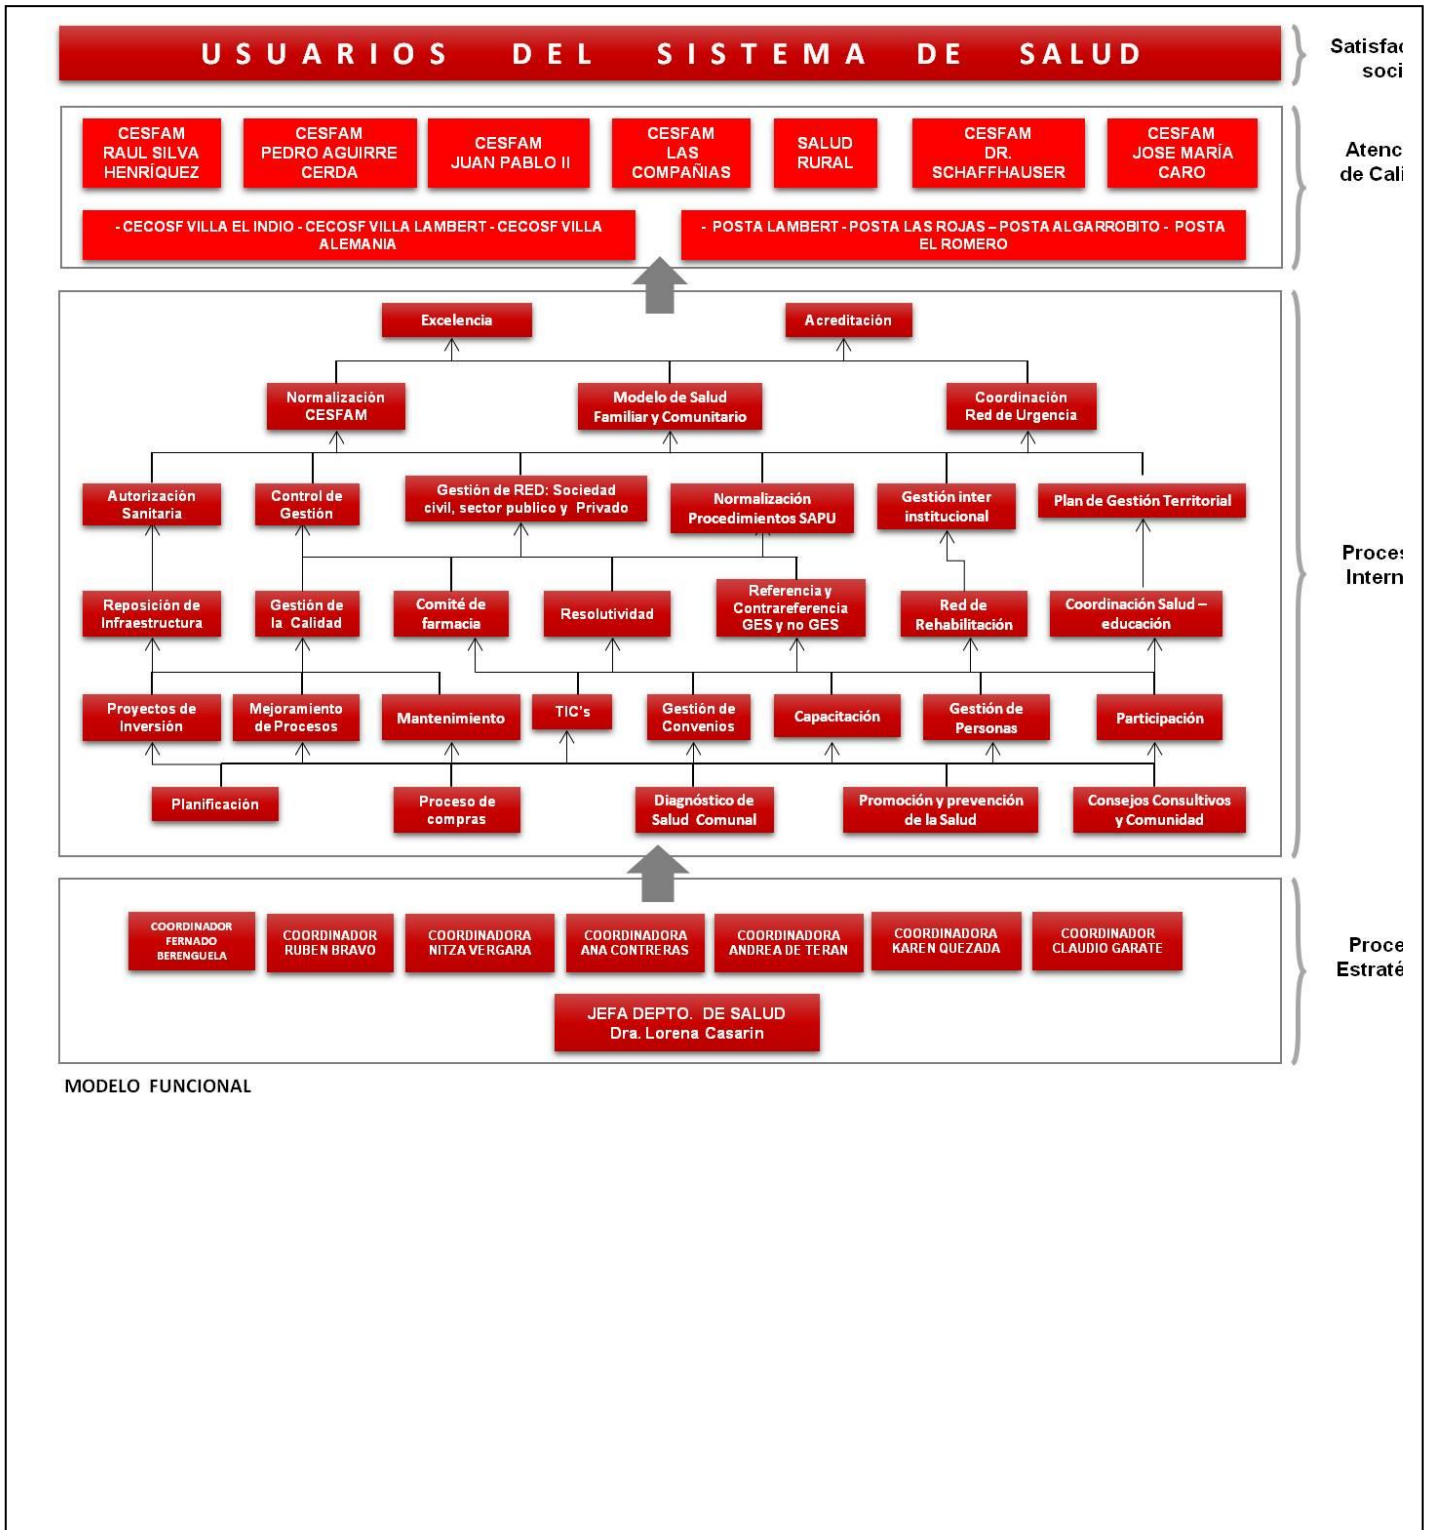 USUARIOS DEL SISTEMA DE SALUD
CESFAM
RAUL SILVA
HENRÍQUEZ
CESFAM
PEDRO AGUIRRE
CERDA
CESFAM
JUAN PABLO II
CESFAM
LAS
COMPAÑIAS
SALUD
RURAL
CESFAM
DR.
SCHAFFHAUSER
CESFAM
JOSE MARÍA
CARO
- CECOSF VILLA EL INDIO - CECOSF VILLA LAMBERT - CECOSF VILLA
ALEMANIA
- POSTA LAMBERT - POSTA LAS ROJAS – POSTA ALGARROBITO - POSTA
EL ROMERO
Excelencia
Acreditación
Normalización
CESFAM
Modelo de Salud
Familiar y Comunitario
Coordinación
Red de Urgencia
Autorización
Sanitaria
Control de
Gestión
Gestión de RED: Sociedad
civil, sector publico y Privado
Normalización
Procedimientos SAPU
Gestión inter
institucional
Plan de Gestión Territorial
Reposición de
Infraestructura
Gestión de
la Calidad
Comité de
farmacia
Resolutividad
Referencia y
Contrareferencia
GES y no GES
Red de
Rehabilitación
Coordinación Salud –
educación
Proyectos de
Inversión
Mejoramiento
de Procesos
Mantenimiento
TIC's
Gestión de
Convenios
Capacitación
Gestión de
Personas
Participación
Planificación
Proceso de
compras
Diagnóstico de
Salud Comunal
Promoción y prevención
de la Salud
Consejos Consultivos
y Comunidad
COORDINADOR
FERNADO
BERENGUELA
COORDINADOR
RUBEN BRAVO
COORDINADORA
NITZA VERGARA
COORDINADORA
ANA CONTRERAS
COORDINADORA
ANDREA DE TERAN
COORDINADORA
KAREN QUEZADA
COORDINADOR
CLAUDIO GARATE
JEFA DEPTO. DE SALUD
Dra. Lorena Casarin
MODELO FUNCIONAL
de